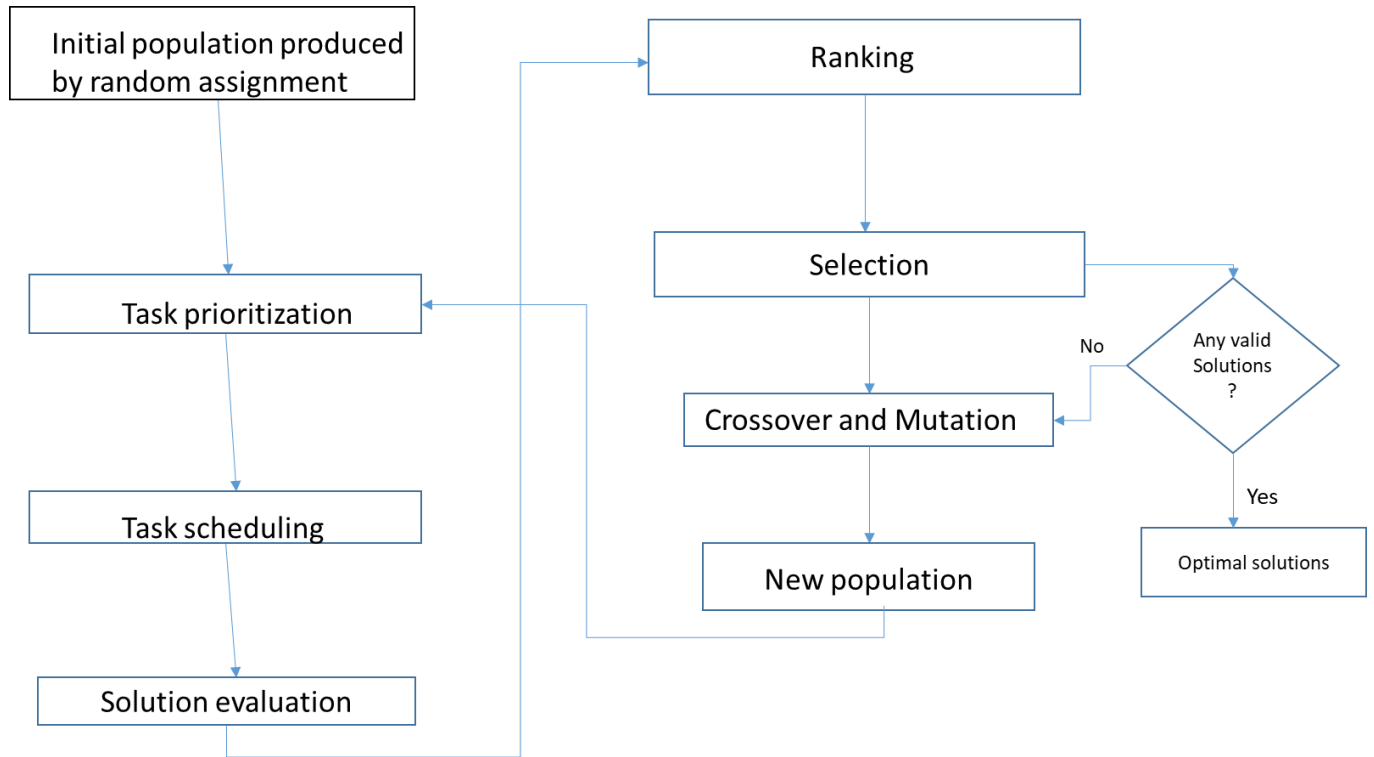 Initial population produced
by random assignment
Task prioritization
Task scheduling
Solution evaluation
Ranking
Selection
Crossover and Mutation
New population
No
Any valid
Solutions
?
Yes
Optimal solutions